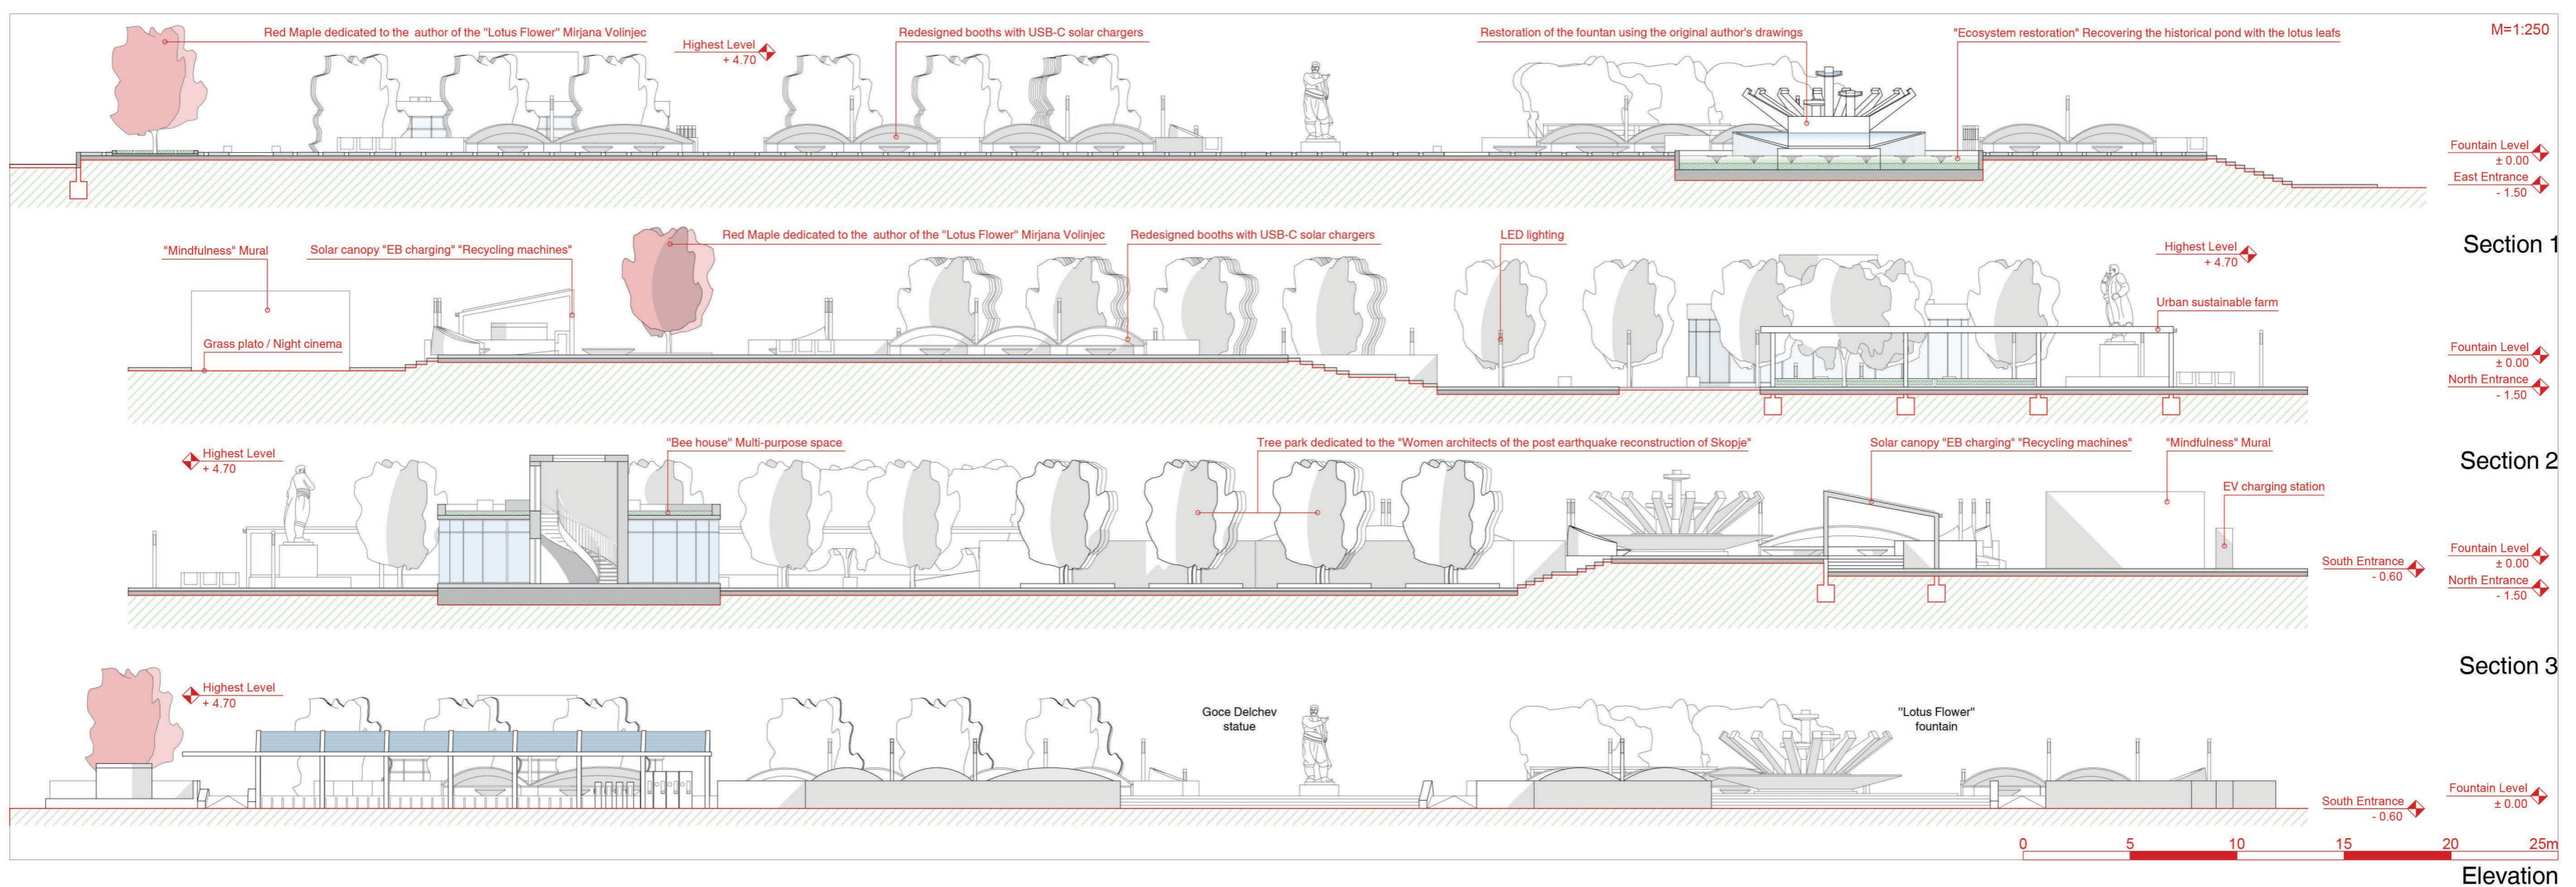 Red Maple dedicated to the author of the "Lotus Flower" Mirjana Volinjec
Highest Level
+ 4.70
Redesigned booths with USB-C solar chargers
Restoration of the fountan using the original author's drawings
"Ecosystem restoration" Recovering the historical pond with the lotus leafs
M=1:250
Fountain Level
± 0.00
East Entrance
- 1.50
Section 1
"Mindfulness" Mural
Solar canopy "EB charging" "Recycling machines"
Red Maple dedicated to the author of the "Lotus Flower" Mirjana Volinjec
Redesigned booths with USB-C solar chargers
LED lighting
Highest Level
+ 4.70
Urban sustainable farm
Grass plato / Night cinema
Fountain Level
± 0.00
North Entrance
- 1.50
Section 2
Highest Level
+ 4.70
"Bee house" Multi-purpose space
Tree park dedicated to the "Women architects of the post earthquake reconstruction of Skopje"
Solar canopy "EB charging" "Recycling machines"
"Mindfulness" Mural
EV charging station
South Entrance
- 0.60
Fountain Level
± 0.00
North Entrance
- 1.50
Section 3
Highest Level
+ 4.70
Goce Delchev
statue
"Lotus Flower"
fountain
South Entrance
- 0.60
Fountain Level
± 0.00
0 5 10 15 20 25m
Elevation